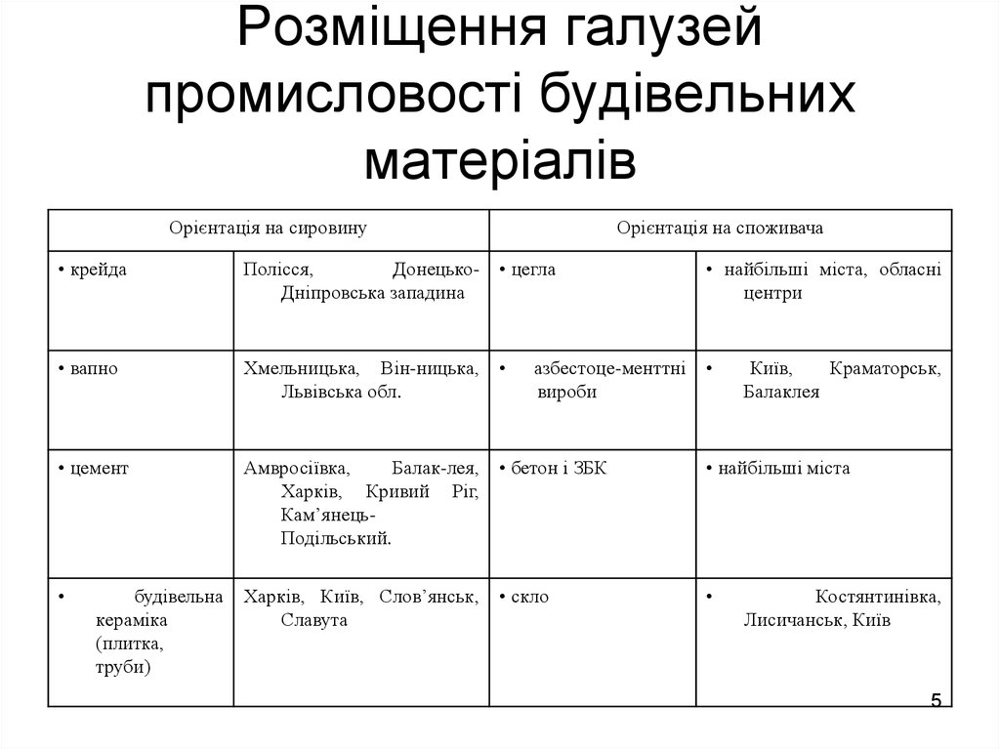 Розміщення галузей
промисловості будівельних
матеріалів
Орієнтація на сировину
Орієнтація на споживача
• крейда
Полісся, Донецько-
Дніпровська западина
• цегла
• найбільші міста, обласні
центри
• вапно
Хмельницька, Він-ницька,
Львівська обл.
• азбестоце-менттні
вироби
• Київ, Краматорськ,
Балаклея
• цемент
Амвросіївка, Балак-лея,
Харків, Кривий Ріг,
Кам’янець-
Подільський.
• бетон і ЗБК
• найбільші міста
• будівельна
кераміка
(плитка,
труби)
Харків, Київ, Слов’янськ,
Славута
• скло
• Костянтинівка,
Лисичанськ, Київ
5